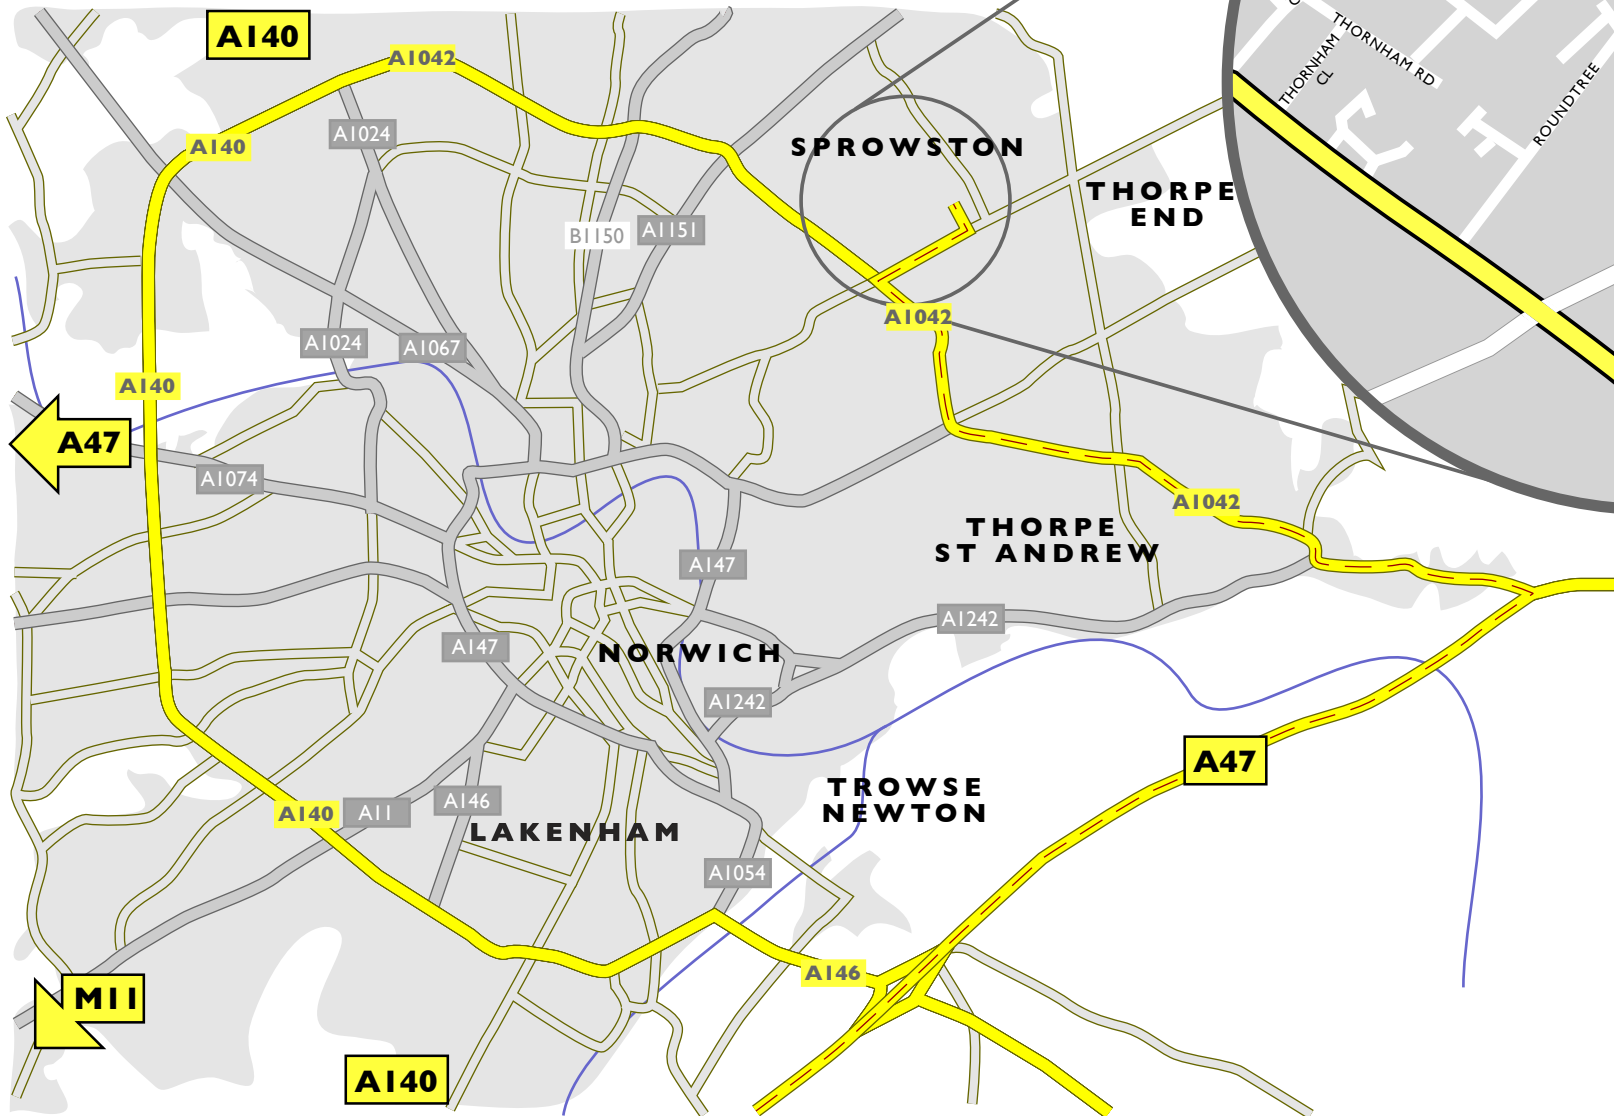 A140
A1042
A1024
A140
SPROWSTON
THORNHAM RD
THORNHAM
CL
ROUNDTREE
THORPE
END
B1150
A1151
A1042
A1024
A1067
A140
A47
A1074
A1042
THORPE
ST ANDREW
A147
A1242
A147
NORWICH
A1242
A47
TROWSE
NEWTON
A140
A11
A146
LAKENHAM
A1054
A146
M11
A140